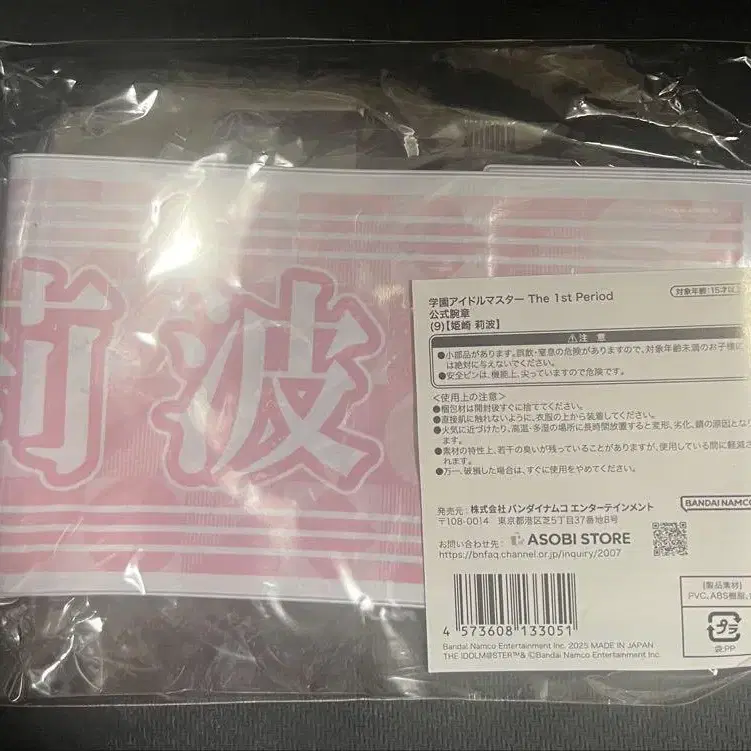 莉波
学園アイドルマスター The 1st Period
公式腕章
(9)【姫崎 莉波】
対象年齢:15才以上
⚠注 意
●小部品があります。誤飲・窒息の危険がありますので、対象年齢未満のお子様に
は絶対に与えないでください。
●安全ピンは、機能上、尖っていますので危険です。
<使用上の注意>
●梱包材は開封後すぐに捨ててください。
●直接肌に触れないように、衣服の上から装着してください。
●火気に近づけたり、高温・多湿の場所に長時間放置すると変形、劣化、錆の原因とな
ます。
●素材の特性上、若干の臭いが残っていることがありますが、使用している間に軽減さ
れます。
●万一、破損した場合は、すぐに使用をやめてください。
発売元:株式会社 バンダイナムコ エンターテインメント
〒108-0014 東京都港区芝5丁目37番地8号
BANDAI NAMCO
お問い合わせ先: ASOBI STORE
https://bnfaq.channel.or.jp/inquiry/2007
4 573608 133051
Bandai Namco Entertainment Inc. 2025 MADE IN JAPAN
THE IDOLM@STER™& ©Bandai Namco Entertainment Inc.
[製品素材]
PVC、ABS樹脂、
プラ
袋:PP